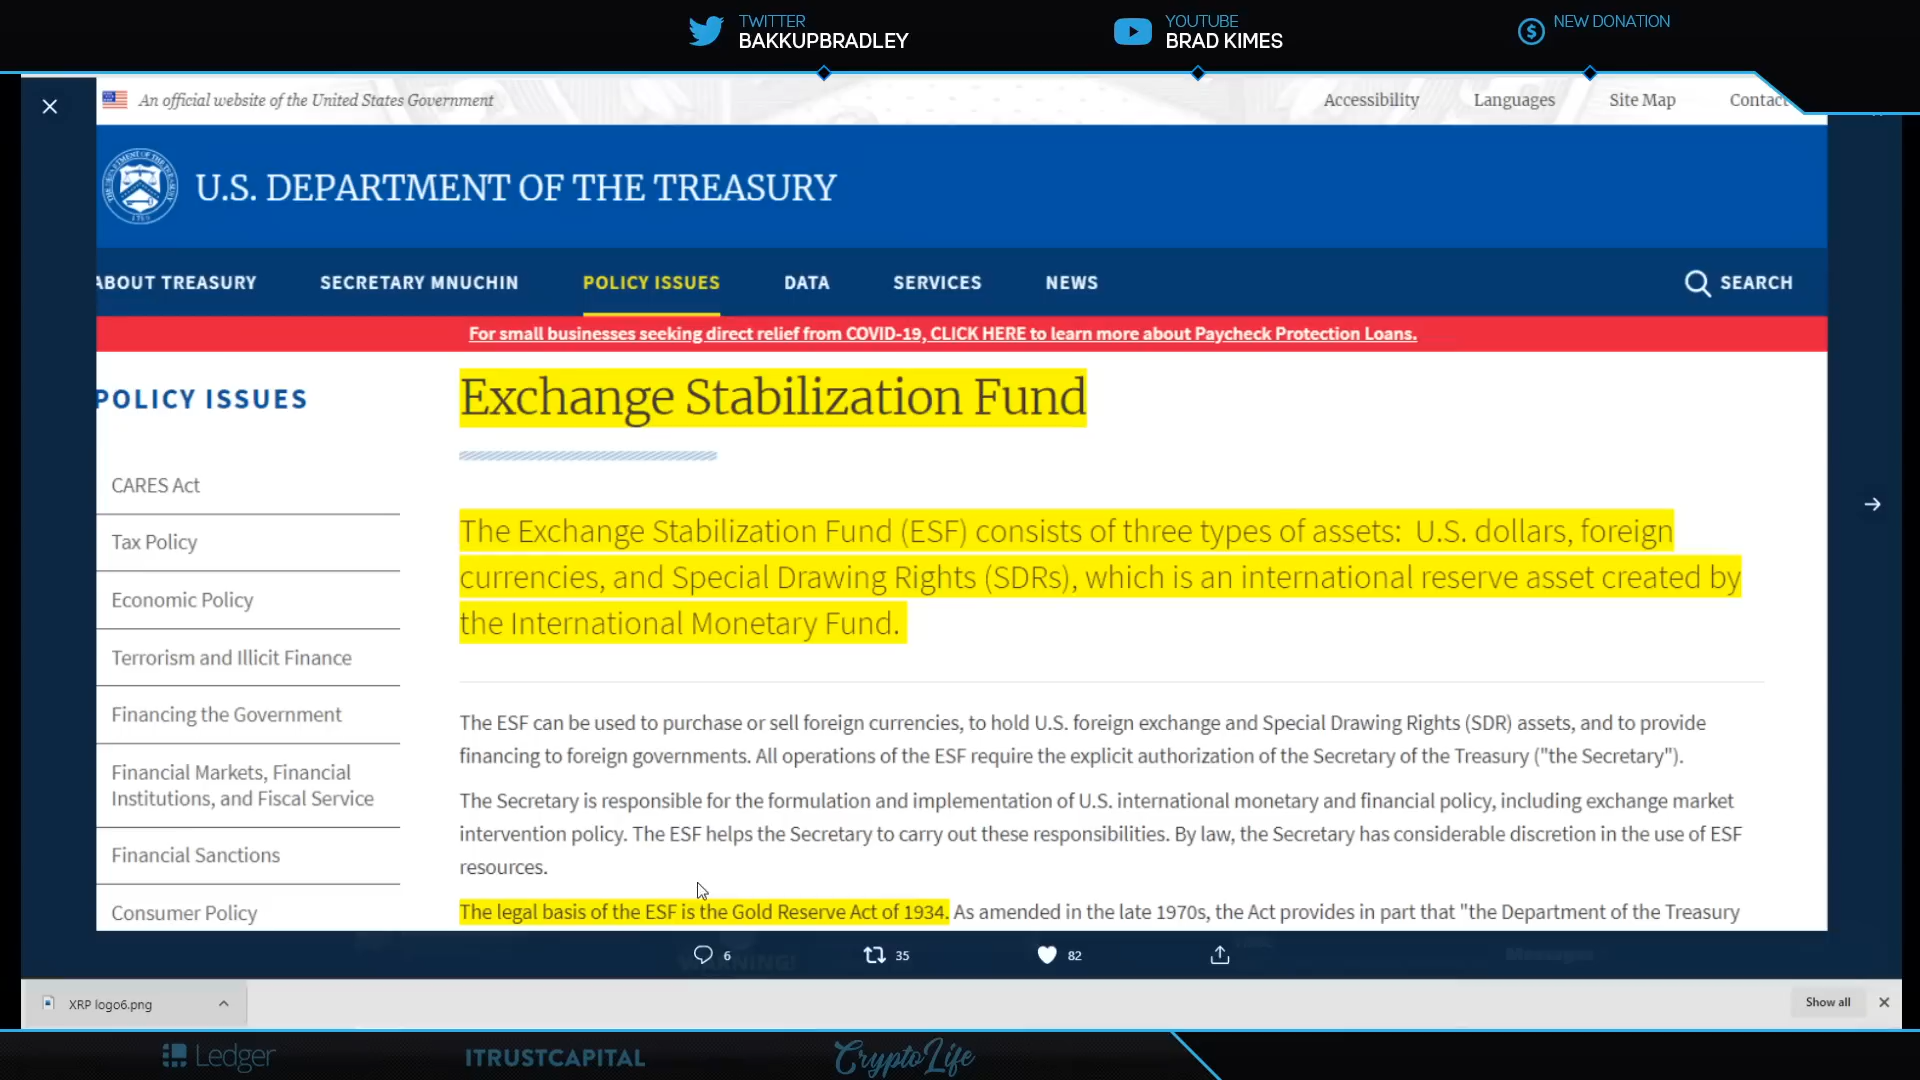 TWITTER
BAKKUPBRADLEY
YOUTUBE
BRAD KIMES
NEW DONATION
An official website of the United States Government
Accessibility
Languages
Site Map
Contact
U.S. DEPARTMENT OF THE TREASURY
ABOUT TREASURY
SECRETARY MNUCHIN
POLICY ISSUES
DATA
SERVICES
NEWS
SEARCH
For small businesses seeking direct relief from COVID-19, CLICK HERE to learn more about Paycheck Protection Loans.
POLICY ISSUES
CARES Act
Tax Policy
Economic Policy
Terrorism and Illicit Finance
Financing the Government
Financial Markets, Financial
Institutions, and Fiscal Service
Financial Sanctions
Consumer Policy
Exchange Stabilization Fund
The Exchange Stabilization Fund (ESF) consists of three types of assets: U.S. dollars, foreign
currencies, and Special Drawing Rights (SDRs), which is an international reserve asset created by
the International Monetary Fund.
The ESF can be used to purchase or sell foreign currencies, to hold U.S. foreign exchange and Special Drawing Rights (SDR) assets, and to provide
financing to foreign governments. All operations of the ESF require the explicit authorization of the Secretary of the Treasury ("the Secretary").
The Secretary is responsible for the formulation and implementation of U.S. international monetary and financial policy, including exchange market
intervention policy. The ESF helps the Secretary to carry out these responsibilities. By law, the Secretary has considerable discretion in the use of ESF
resources.
The legal basis of the ESF is the Gold Reserve Act of 1934. As amended in the late 1970s, the Act provides in part that "the Department of the Treasury
6
35
82
WARNING!
Messages
XRP logo6.png
Show all
Ledger
ITRUSTCAPITAL
CryptoLife